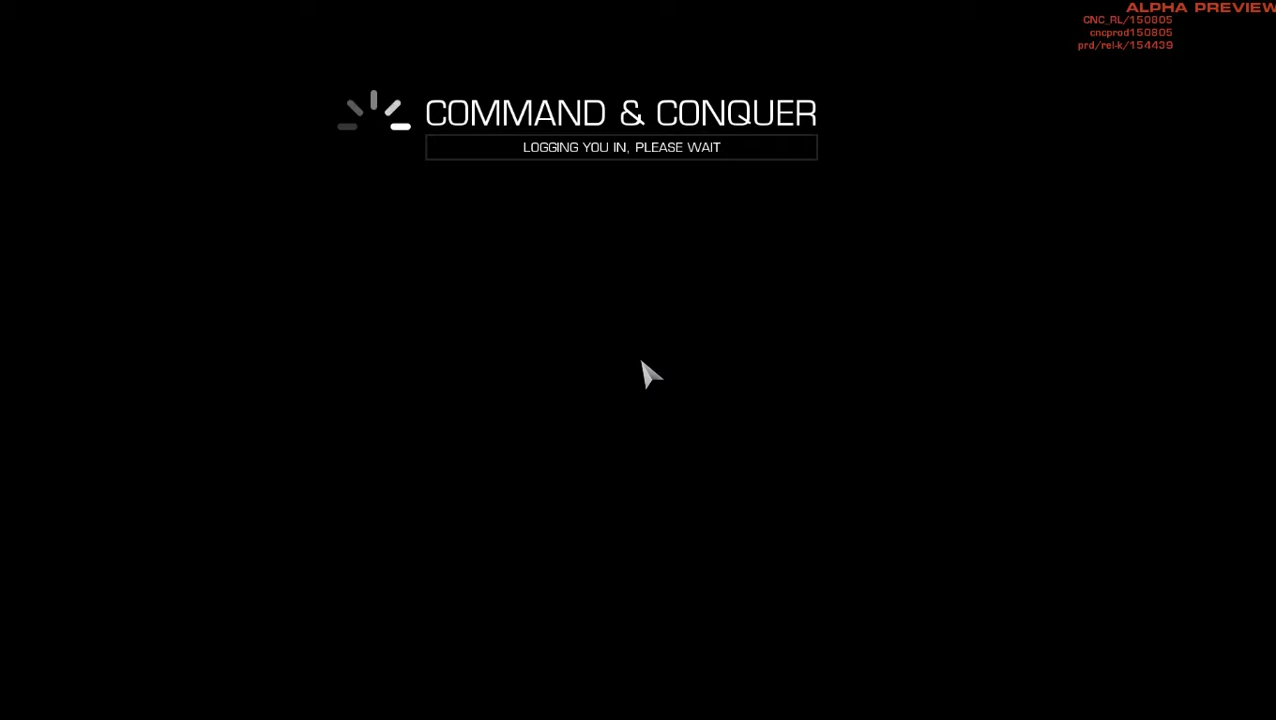 ALPHA PREVIEW
CNC_RL/150805
cncprod150805
prd/rel-k/154439
COMMAND & CONQUER
LOGGING YOU IN, PLEASE WAIT